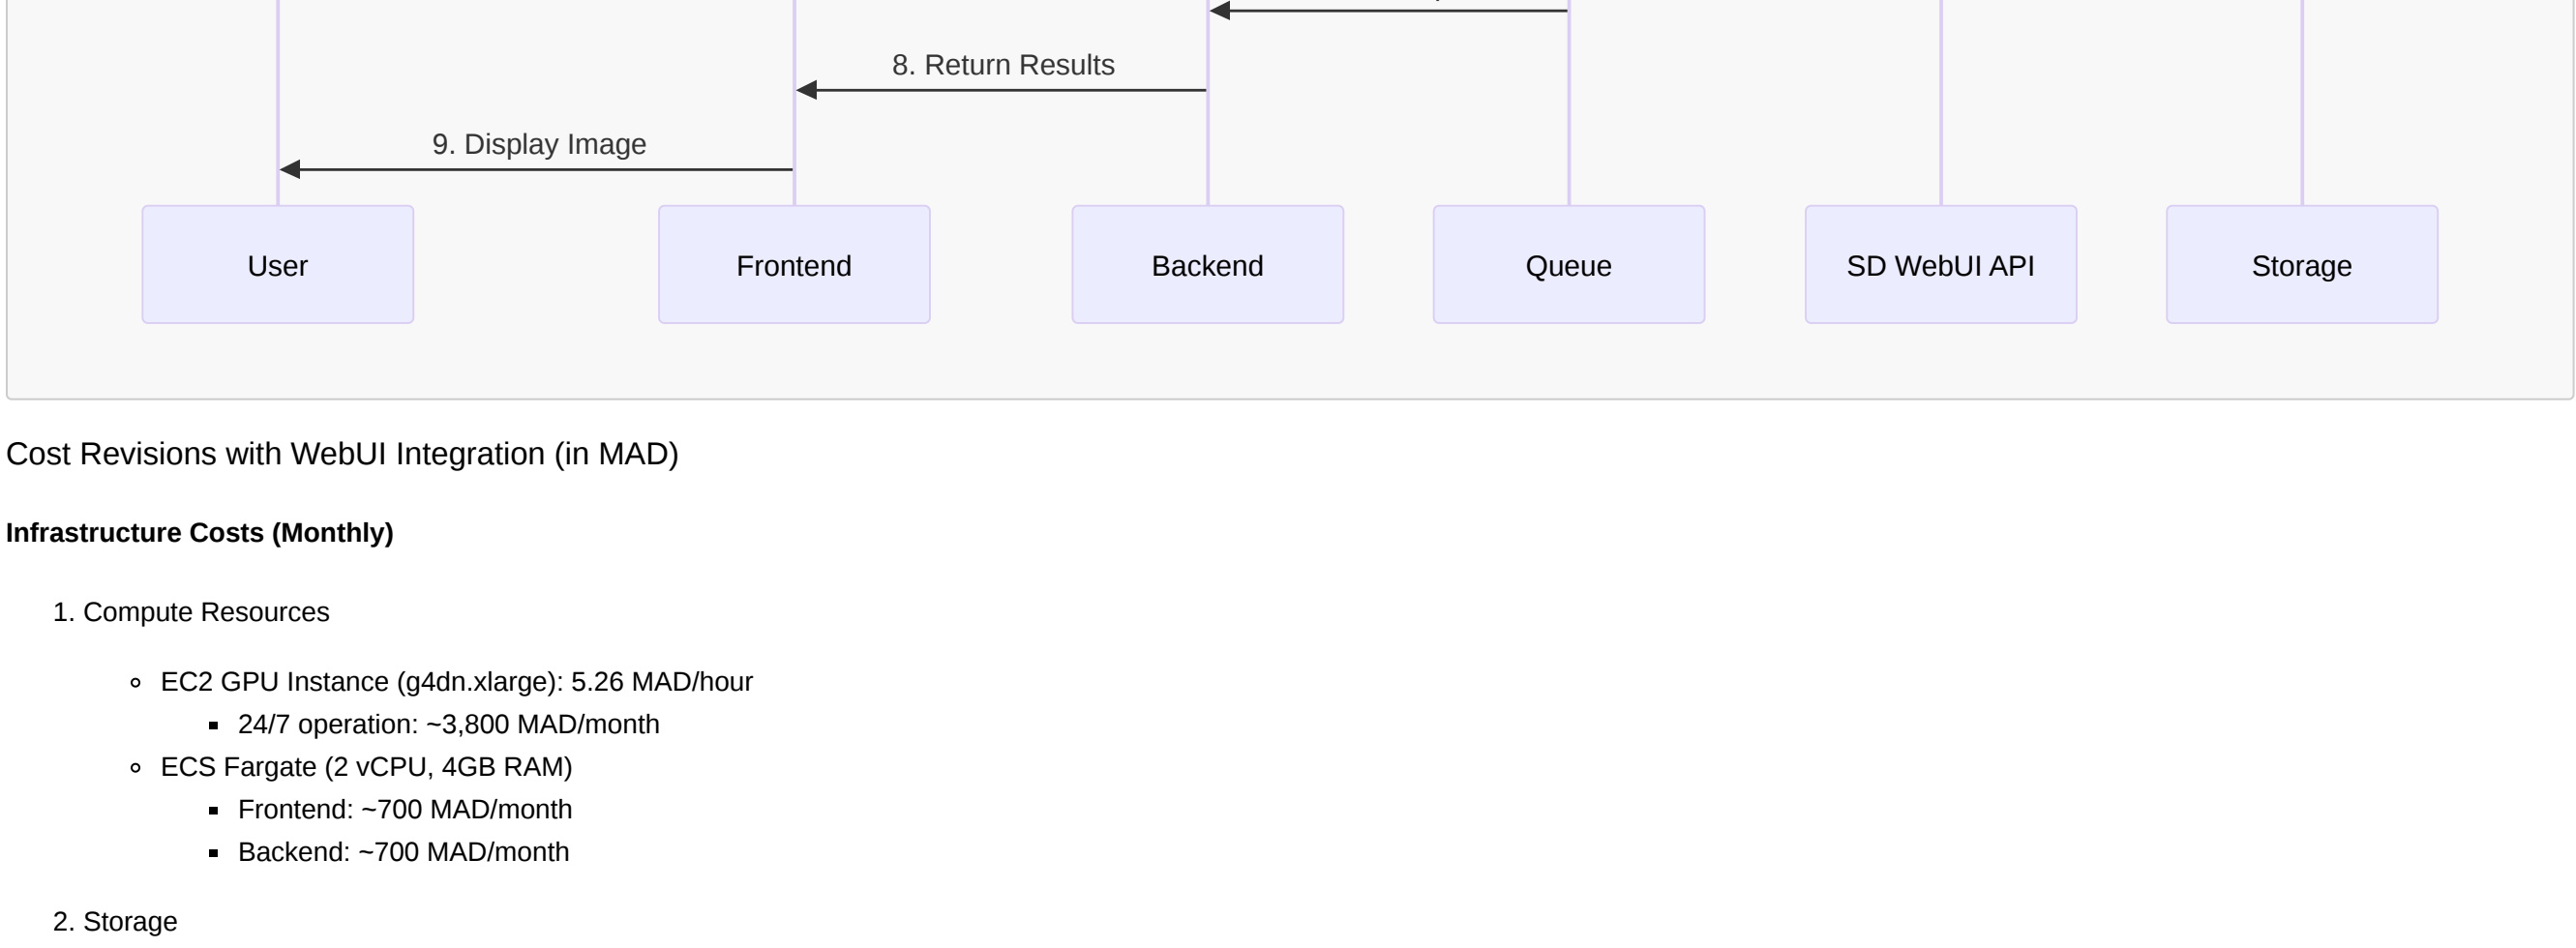 8. Return Results
9. Display Image
User Frontend Backend Queue SD WebUI API Storage
Cost Revisions with WebUI Integration (in MAD)
Infrastructure Costs (Monthly)
1. Compute Resources
EC2 GPU Instance (g4dn.xlarge): 5.26 MAD/hour
24/7 operation: ~3,800 MAD/month
ECS Fargate (2 vCPU, 4GB RAM)
Frontend: ~700 MAD/month
Backend: ~700 MAD/month
2. Storage